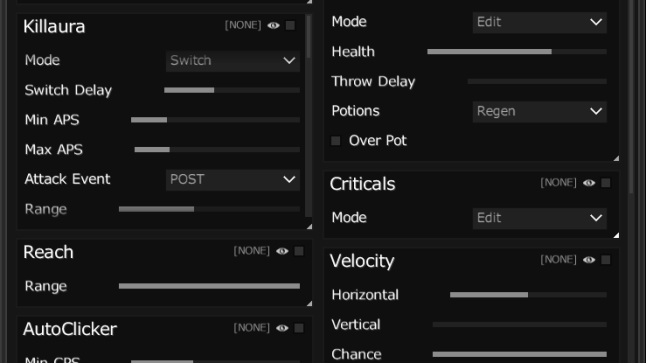 Killaura [NONE]
Mode Switch
Switch Delay
Min APS
Max APS
Attack Event POST
Range
Reach [NONE]
Range
AutoClicker [NONE]
Min CPS
Mode Edit
Health
Throw Delay
Potions Regen
Over Pot
Criticals [NONE]
Mode Edit
Velocity [NONE]
Horizontal
Vertical
Chance